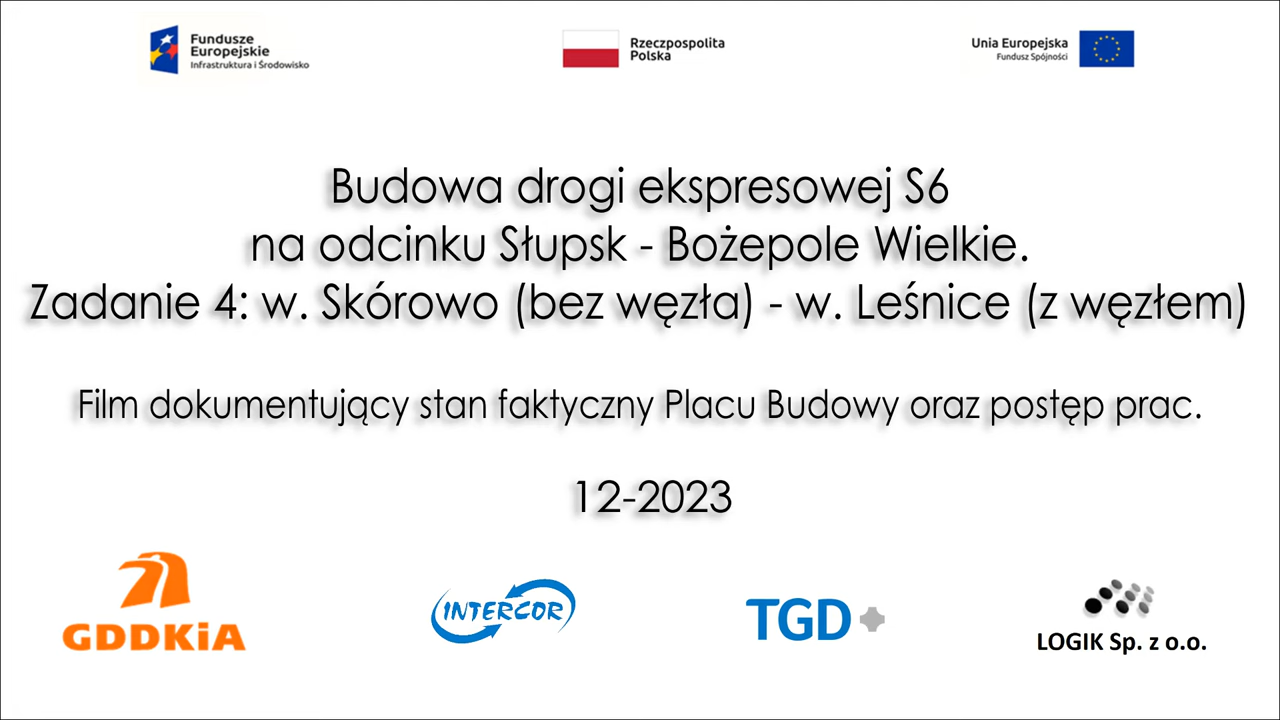 Fundusze
Europejskie
Infrastruktura i Środowisko
Rzeczpospolita
Polska
Unia Europejska
Fundusz Spójności
Budowa drogi ekspresowej S6
na odcinku Słupsk - Bożepole Wielkie.
Zadanie 4: w. Skórowo (bez węzła) - w. Leśnice (z węzłem)
Film dokumentujący stan faktyczny Placu Budowy oraz postęp prac.
12-2023
GDDKiA
INTERCOR
TGD
LOGIK Sp. z o.o.